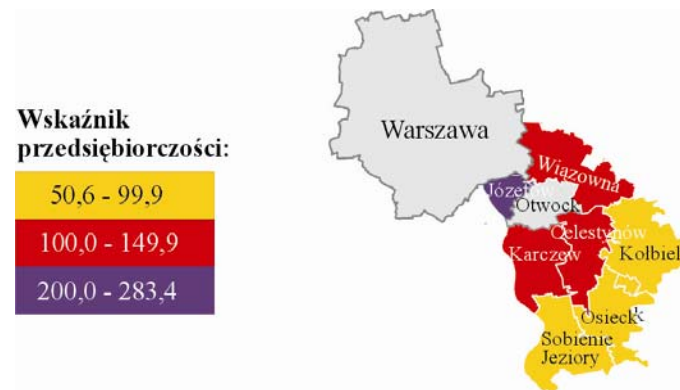 Wskaźnik
przedsiębiorczości:
50,6 - 99,9
100,0 - 149,9
200,0 - 283,4
Warszawa
Wiązowna
Józefów
Otwock
Celestynów
Karczew
Kołbiel
Osieck
Sobienie
Jeziory